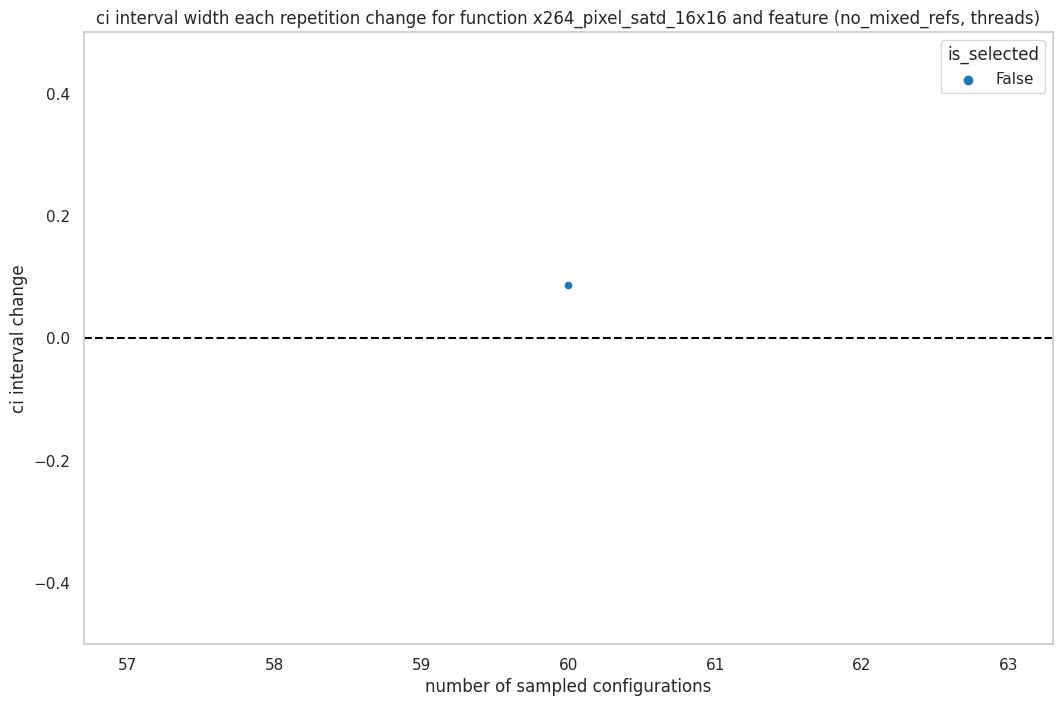 ci interval width each repetition change for function x264_pixel_satd_16x16 and feature (no_mixed_refs, threads)
is_selected
False
0.4
0.2
0.0
−0.2
−0.4
ci interval change
57 58 59 60 61 62 63
number of sampled configurations